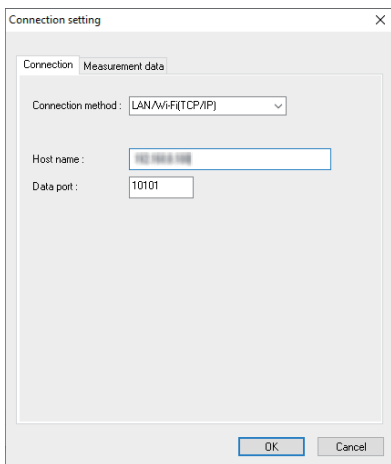 Connection setting
Connection Measurement data
Connection method : LAN/Wi-Fi(TCP/IP)
Host name :
Data port : 10101
OK Cancel